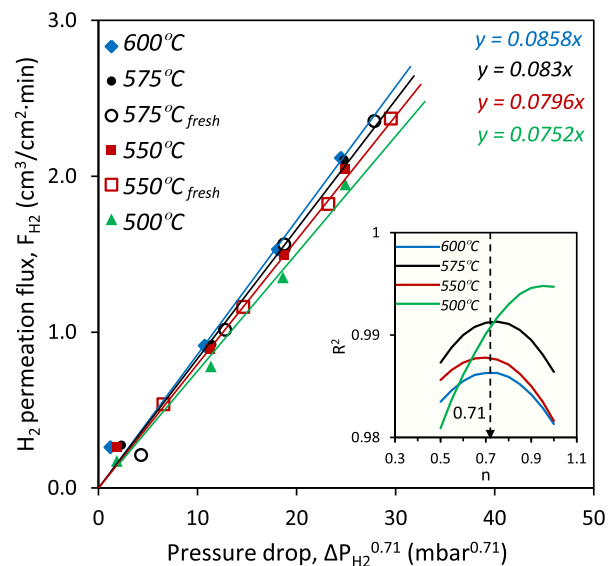 H₂ permeation flux, F_H2 (cm³/cm²·min)
3.0
2.0
1.0
0.0
600°C
575°C
575°C fresh
550°C
550°C fresh
500°C
y = 0.0858x
y = 0.083x
y = 0.0796x
y = 0.0752x
R²
1
0.99
0.98
600°C
575°C
550°C
500°C
0.71
0.3 0.5 0.7 0.9 1.1
n
0 10 20 30 40 50
Pressure drop, ΔP_H2^0.71 (mbar^0.71)